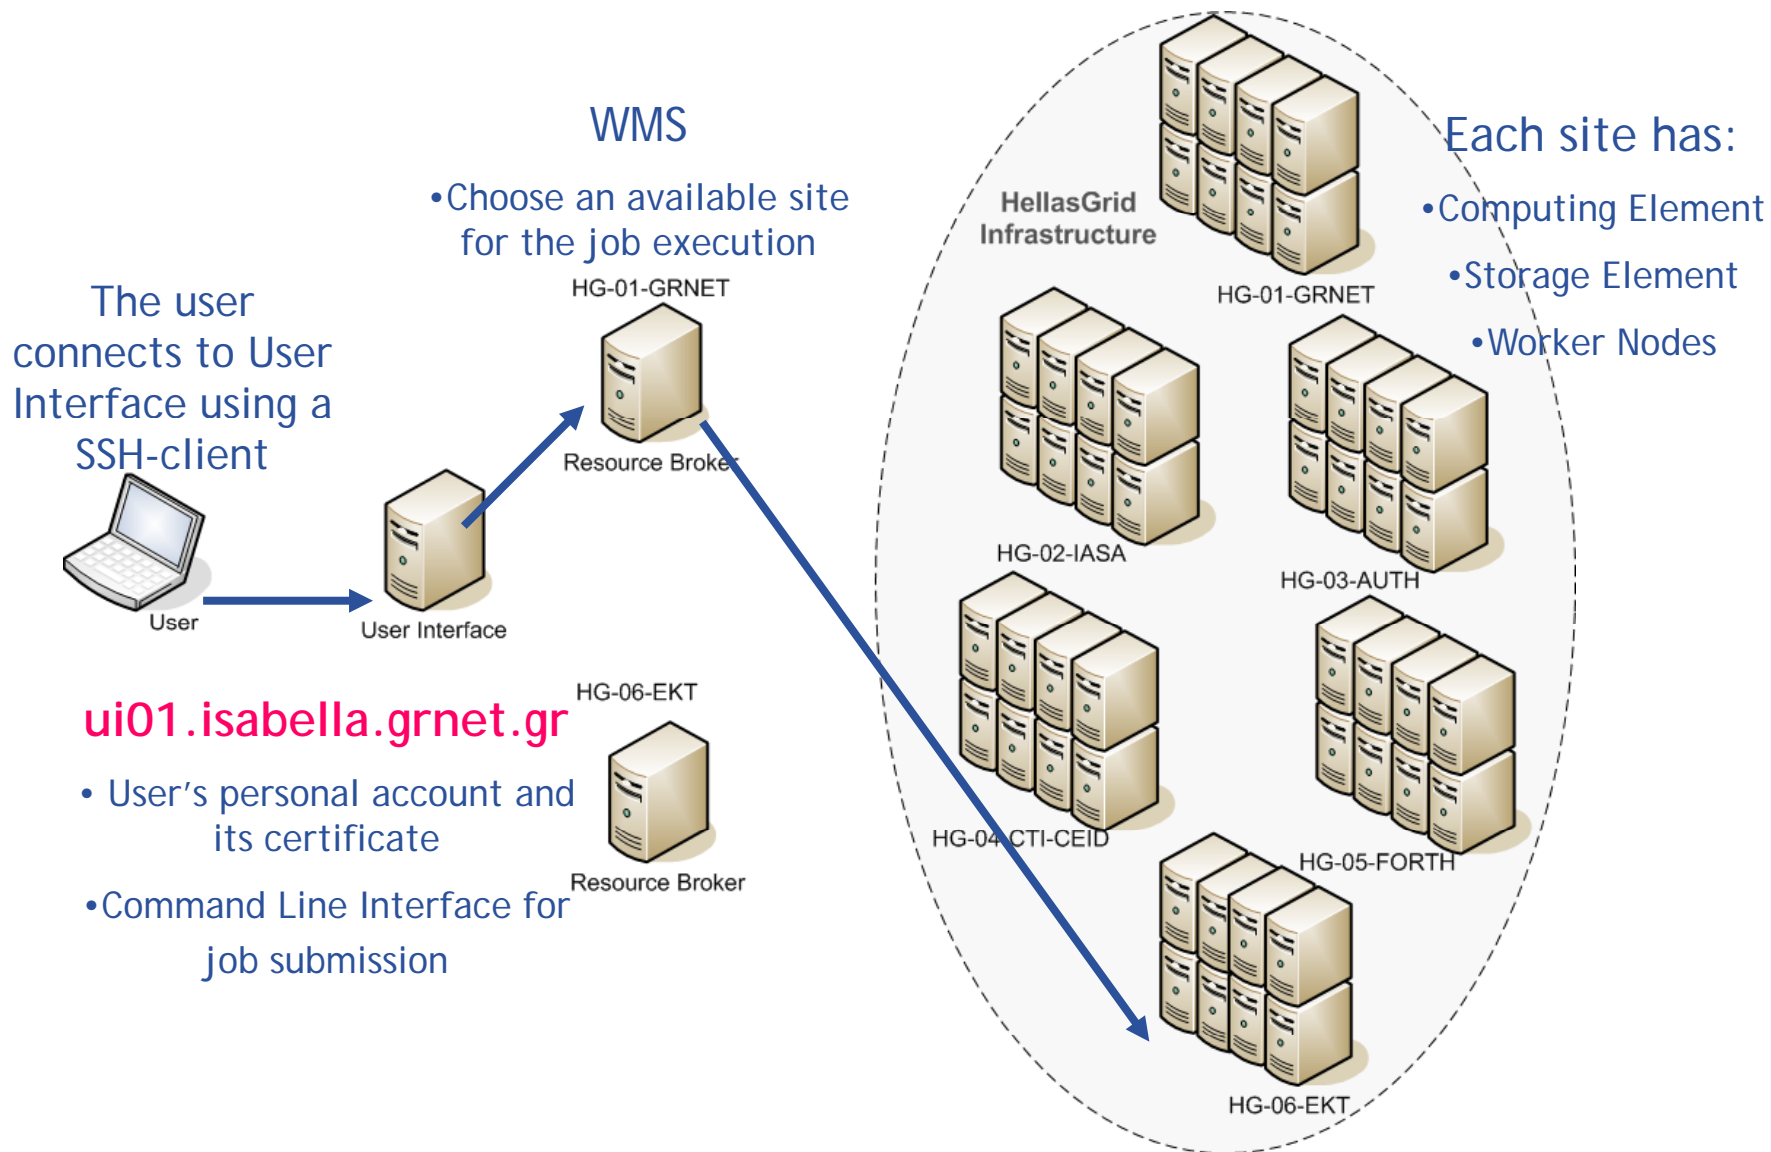 WMS
•Choose an available site
for the job execution
HG-01-GRNET
Resource Broker
The user
connects to User
Interface using a
SSH-client
User
User Interface
ui01.isabella.grnet.gr
• User's personal account and
its certificate
•Command Line Interface for
job submission
HG-06-EKT
Resource Broker
HellasGrid
Infrastructure
HG-01-GRNET
HG-02-IASA
HG-03-AUTH
HG-04-CTI-CEID
HG-05-FORTH
HG-06-EKT
Each site has:
•Computing Element
•Storage Element
•Worker Nodes